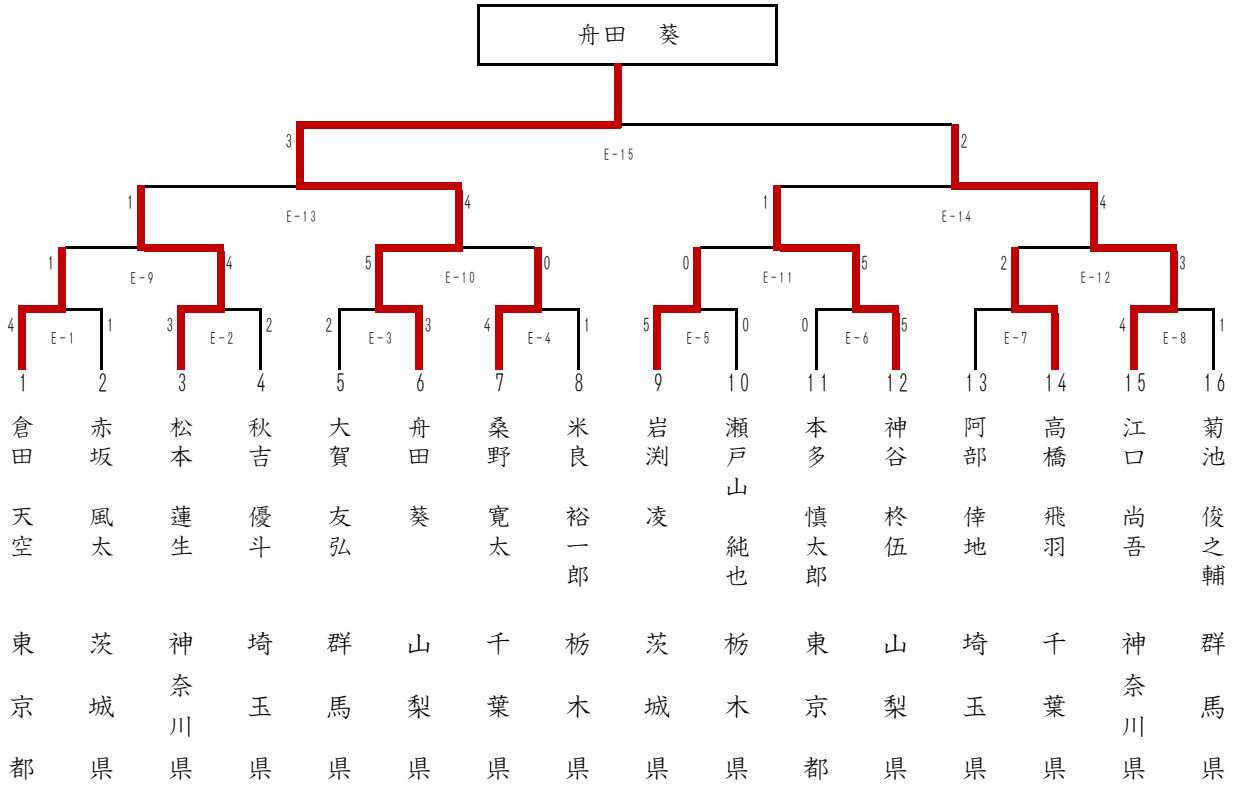 舟田 葵
3 2
E-15
1 4 1 4
E-13 E-14
1 4 5 0 0 5 2 3
E-9 E-10 E-11 E-12
4 1 3 2 2 3 4 1 5 0 0 5 4 1
E-1 E-2 E-3 E-4 E-5 E-6 E-7 E-8
1 2 3 4 5 6 7 8 9 10 11 12 13 14 15 16
倉田 天空
赤坂 風太
松本 蓮生
秋吉 優斗
大賀 友弘
舟田 葵
桑野 寛太
米良 裕一郎
岩渕 凌
瀬戸山 純也
本多 慎太郎
神谷 柊伍
阿部 倖地
高橋 飛羽
江口 尚吾
菊池 俊之輔
東京都
茨城県
神奈川県
埼玉県
群馬県
山梨県
千葉県
栃木県
茨城県
栃木県
東京都
山梨県
埼玉県
千葉県
神奈川県
群馬県